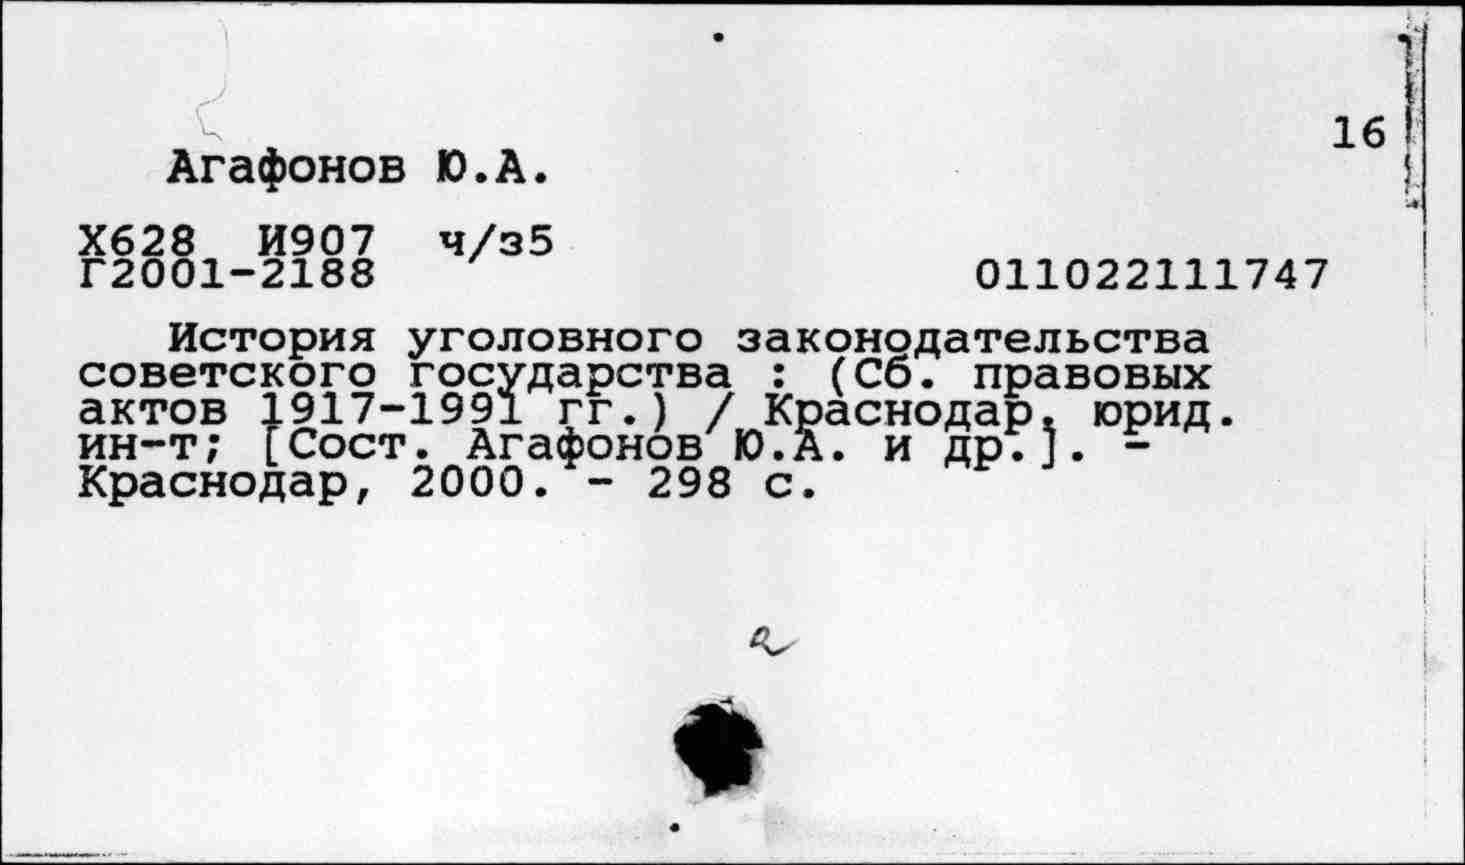 16
Агафонов Ю.А.
Х628 И907 ч/з5
Г2001-2188
011022111747
История уголовного законодательства
советского государства : (Сб. правовых
актов 1917-1991 гг.) / Краснодар. юрид.
ин-т; [Сост. Агафонов Ю.А. и др.]. -
Краснодар, 2000. - 298 с.